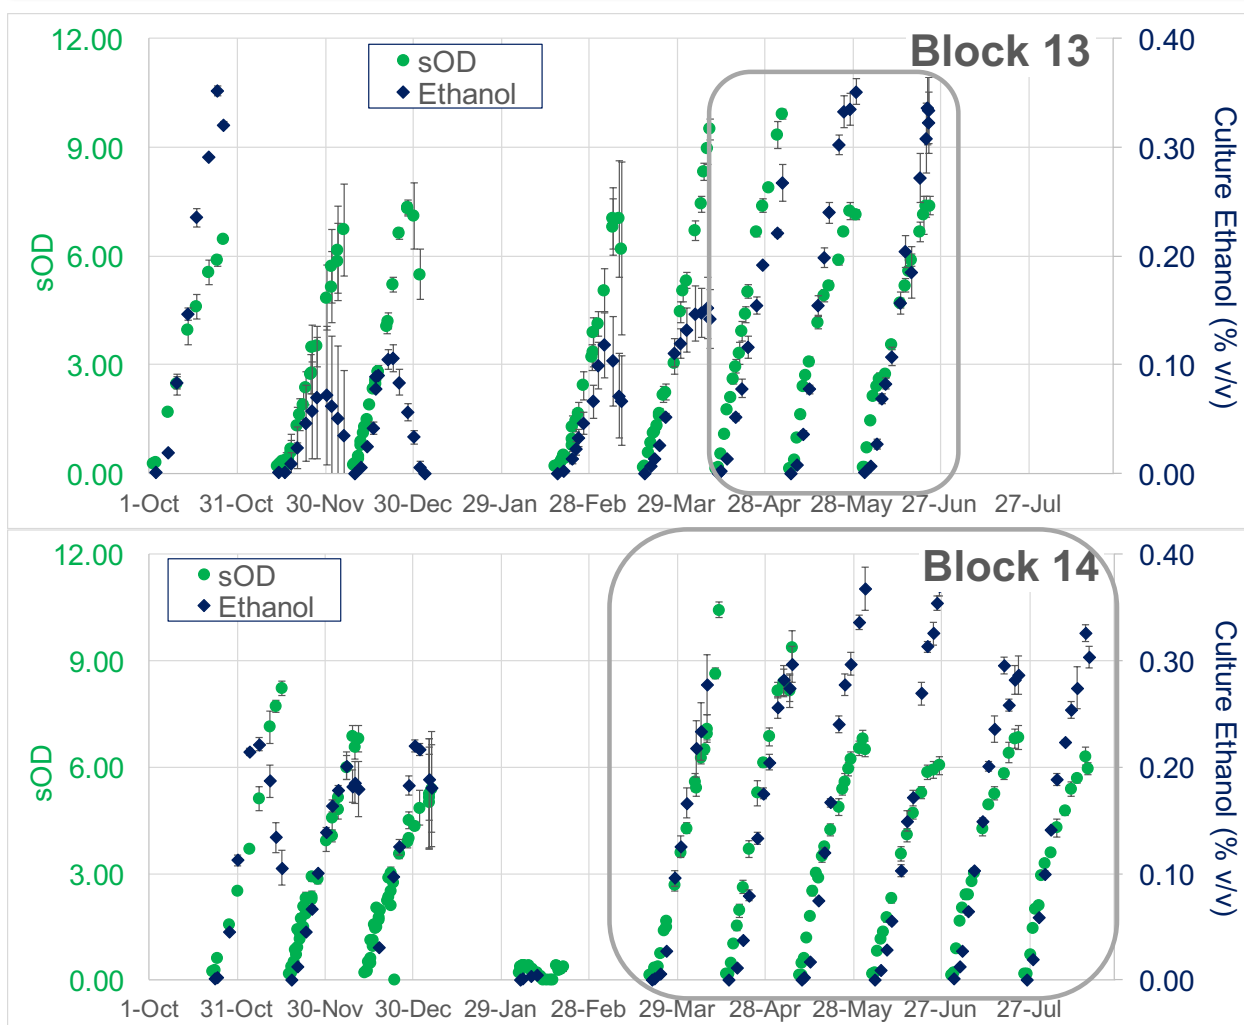 Block 13
12.00
9.00
6.00
3.00
0.00
sOD
sOD
Ethanol
0.40
0.30
0.20
0.10
0.00
Culture Ethanol (% v/v)
1-Oct 31-Oct 30-Nov 30-Dec 29-Jan 28-Feb 29-Mar 28-Apr 28-May 27-Jun 27-Jul
Block 14
12.00
9.00
6.00
3.00
0.00
sOD
sOD
Ethanol
0.40
0.30
0.20
0.10
0.00
Culture Ethanol (% v/v)
1-Oct 31-Oct 30-Nov 30-Dec 29-Jan 28-Feb 29-Mar 28-Apr 28-May 27-Jun 27-Jul